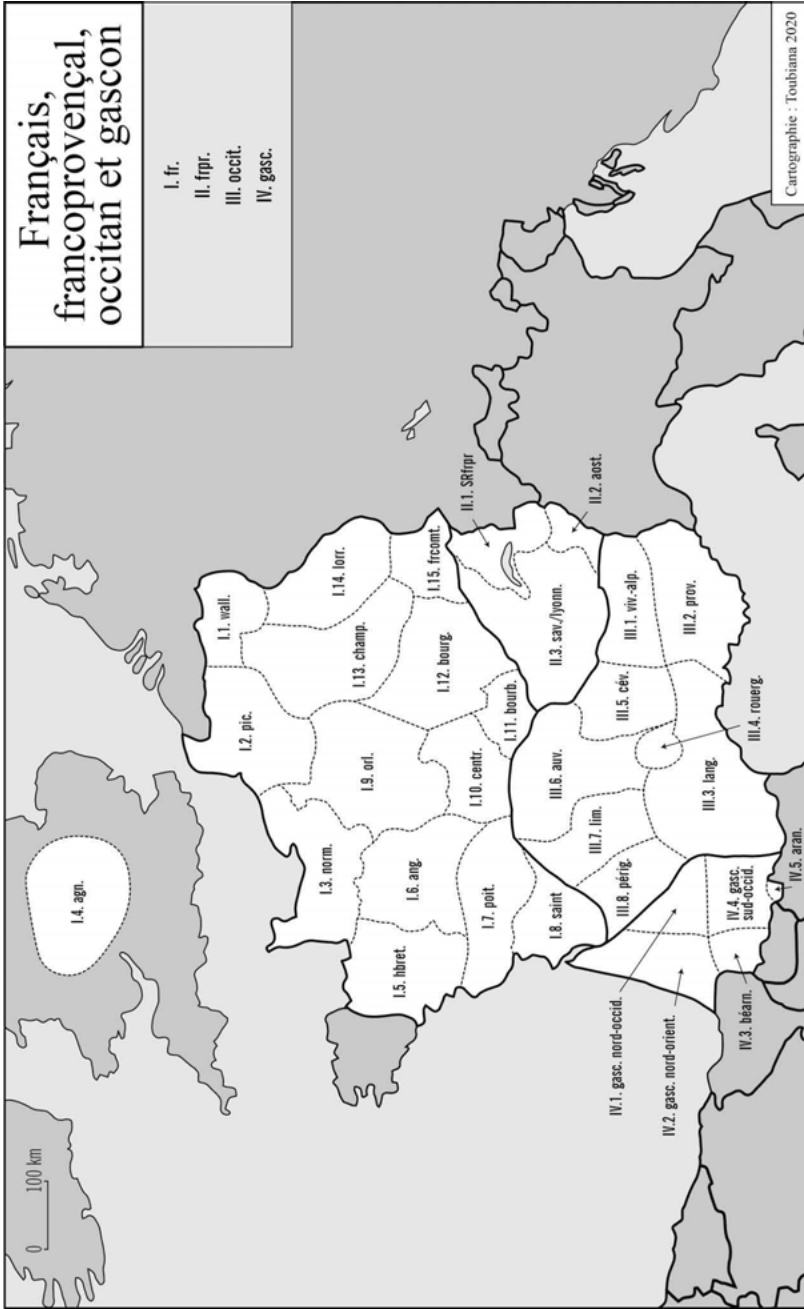 Français,
francoprovençal,
occitan et gascon
I. fr.
II. frpr.
III. occit.
IV. gasc.
0 100 km
I.4. agn.
I.1. wall.
I.2. pic.
I.14. lorr.
I.3. norm.
I.13. champ.
I.9. orl.
I.15. frcomt.
I.5. hbret.
I.6. ang.
I.12. bourg.
II.1. SRfrpr
I.7. poit.
I.10. centr.
I.11. bourb.
II.3. sav./lyonn.
II.2. aost.
I.8. saint
III.7. lim.
III.6. auv.
III.8. périg.
III.5. cév.
III.1. viv.-alp.
III.2. prov.
III.3. lang.
III.4. rouerg.
IV.1. gasc. nord-occid.
IV.2. gasc. nord-orient.
IV.3. béarn.
IV.4. gasc.
sud-occid.
IV.5. aran.
Cartographie : Toubiana 2020